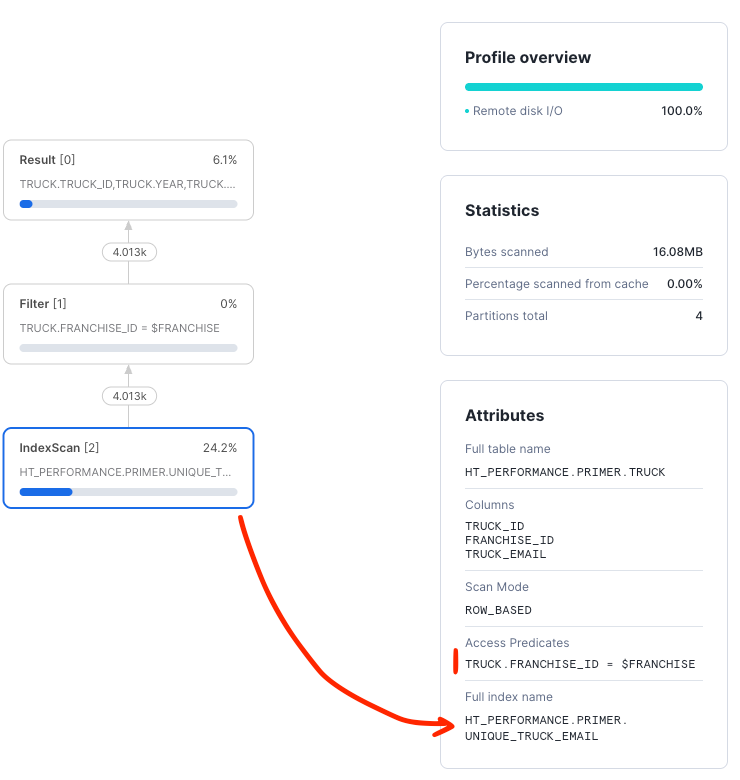 Result [0] 6.1%
TRUCK.TRUCK_ID,TRUCK.YEAR,TRUCK....
4.013k
Filter [1] 0%
TRUCK.FRANCHISE_ID = $FRANCHISE
4.013k
IndexScan [2] 24.2%
HT_PERFORMANCE.PRIMER.UNIQUE_T...
Profile overview
Remote disk I/O 100.0%
Statistics
Bytes scanned 16.08MB
Percentage scanned from cache 0.00%
Partitions total 4
Attributes
Full table name
HT_PERFORMANCE.PRIMER.TRUCK
Columns
TRUCK_ID
FRANCHISE_ID
TRUCK_EMAIL
Scan Mode
ROW_BASED
Access Predicates
TRUCK.FRANCHISE_ID = $FRANCHISE
Full index name
HT_PERFORMANCE.PRIMER.
UNIQUE_TRUCK_EMAIL